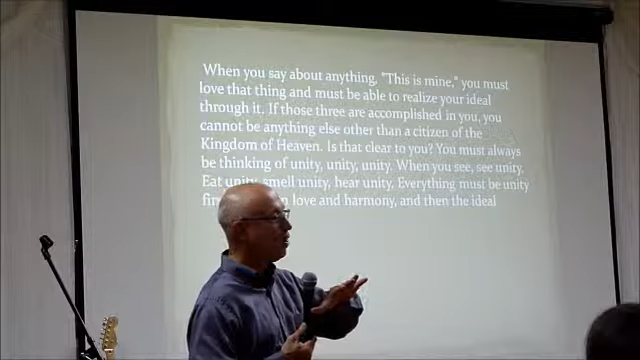 When you say about anything, "This is mine," you must
love that thing and must be able to realize your ideal
through it. If those three are accomplished in you, you
cannot be anything else other than a citizen of the
Kingdom of Heaven. Is that clear to you? You must always
be thinking of unity, unity, unity. When you see, see unity.
Eat unity, smell unity, hear unity. Everything must be unity
love and harmony, and then the ideal